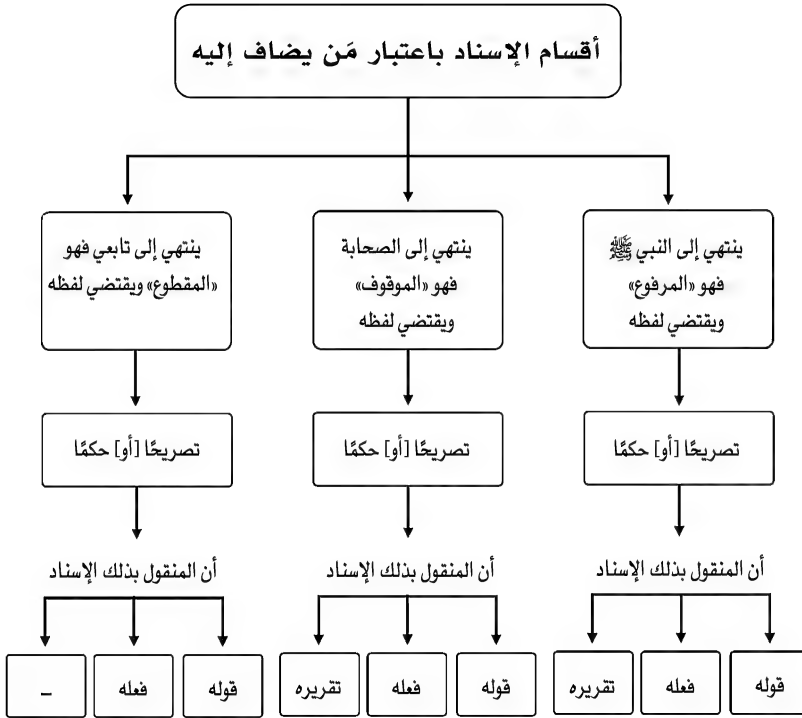 أقسام الإسناد باعتبار مَن يضاف إليه
ينتهي إلى النبي ﷺ
فهو «المرفوع»
ويقتضي لفظه
تصريحًا [أو] حكمًا
أن المنقول بذلك الإسناد
قوله
فعله
تقريره
ينتهي إلى الصحابة
فهو «الموقوف»
ويقتضي لفظه
تصريحًا [أو] حكمًا
أن المنقول بذلك الإسناد
قوله
فعله
تقريره
ينتهي إلى تابعي فهو
«المقطوع» ويقتضي لفظه
تصريحًا [أو] حكمًا
أن المنقول بذلك الإسناد
قوله
فعله
–